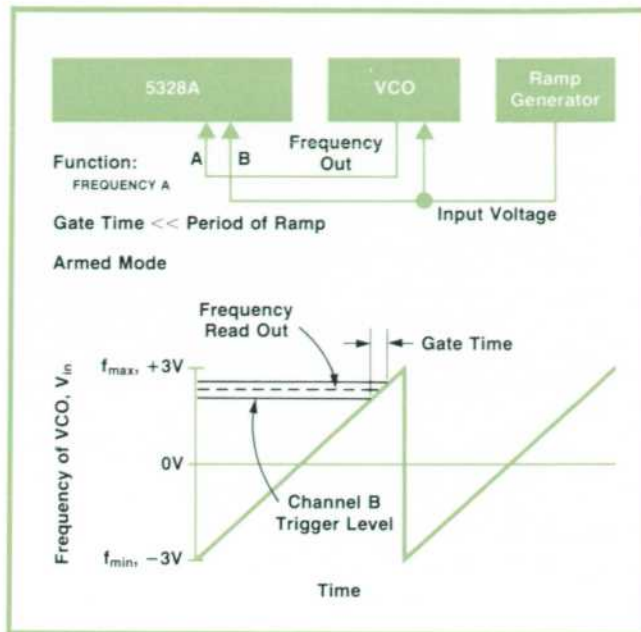 5328A
VCO
Ramp
Generator
A
B
Frequency
Out
Function:
FREQUENCY A
Input Voltage
Gate Time << Period of Ramp
Armed Mode
Frequency
Read Out
Gate Time
fmax, +3V
0V
fmin, −3V
Frequency of VCO, Vin
Channel B
Trigger Level
Time